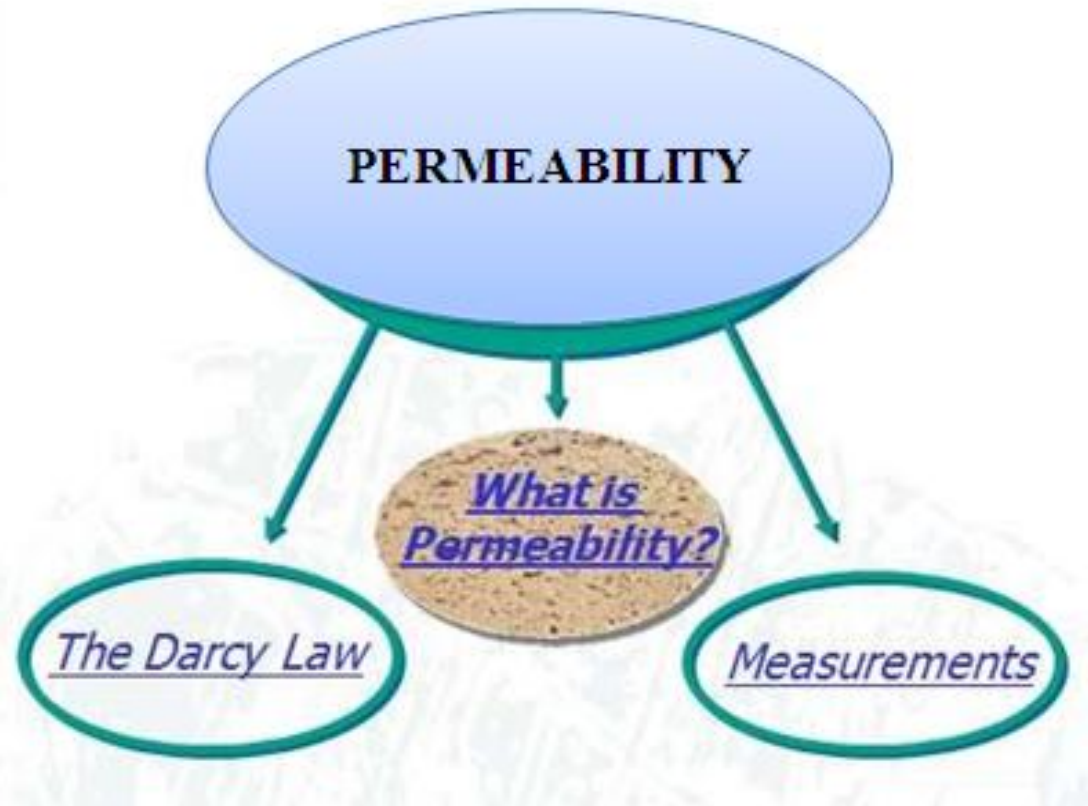 PERMEABILITY
What is
Permeability?
The Darcy Law
Measurements